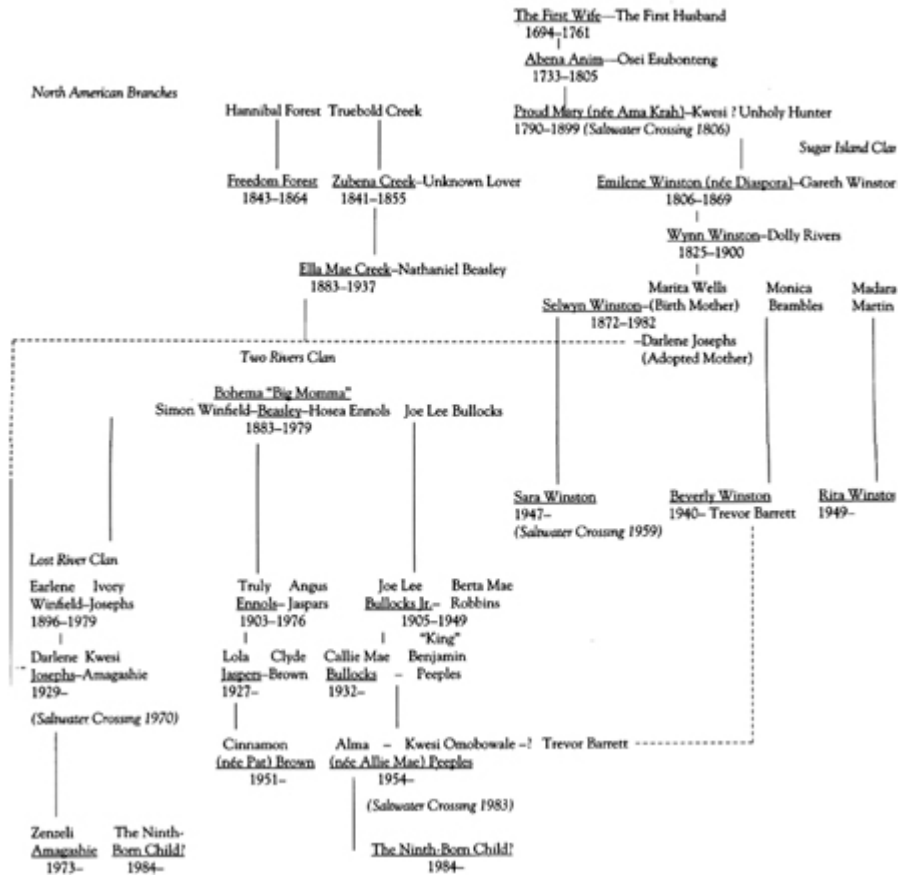 The First Wife—The First Husband
1694–1761
Abena Anim—Osei Esubonteng
1733–1805
North American Branches
Hannibal Forest Truebold Creek
Proud Mary (née Ama Krah)–Kwesi ? Unholy Hunter
1790–1899 (Saltwater Crossing 1806)
Sugar Island Clan
Freedom Forest Zubena Creek–Unknown Lover
1843–1864 1841–1855
Emilene Winston (née Diaspora)–Gareth Winston
1806–1869
Wynn Winston–Dolly Rivers
1825–1900
Ella Mae Creek–Nathaniel Beasley
1883–1937
Marita Wells Monica Madara
Selwyn Winston–(Birth Mother) Beambles Martin
1872–1982
–Darlene Josephs
(Adopted Mother)
Two Rivers Clan
Bohema "Big Momma"
Simon Winfield–Beasley–Hosea Ennols Joe Lee Bullocks
1883–1979
Sara Winston Beverly Winston Rita Winston
1947– 1940– Trevor Barrett 1949–
(Saltwater Crossing 1959)
Lost River Clan
Earlene Ivory Truly Angus Joe Lee Berta Mae
Winfield–Josephs Ennols–Jaspars Bullocks Jr.– Robbins
1896–1979 1903–1976 1905–1949
"King"
Darlene Kwesi Lola Clyde Callie Mae Benjamin
Josephs–Amagashie Jaspers–Brown Bullocks – Peeples
1929– 1927– 1932–
(Saltwater Crossing 1970)
Cinnamon Alma – Kwesi Omobowale –? Trevor Barrett
(née Pat) Brown (née Allie Mae) Peeples
1951– 1954–
(Saltwater Crossing 1983)
Zenzeli The Ninth-
Amagashie Born Child? The Ninth-Born Child?
1973– 1984– 1984–